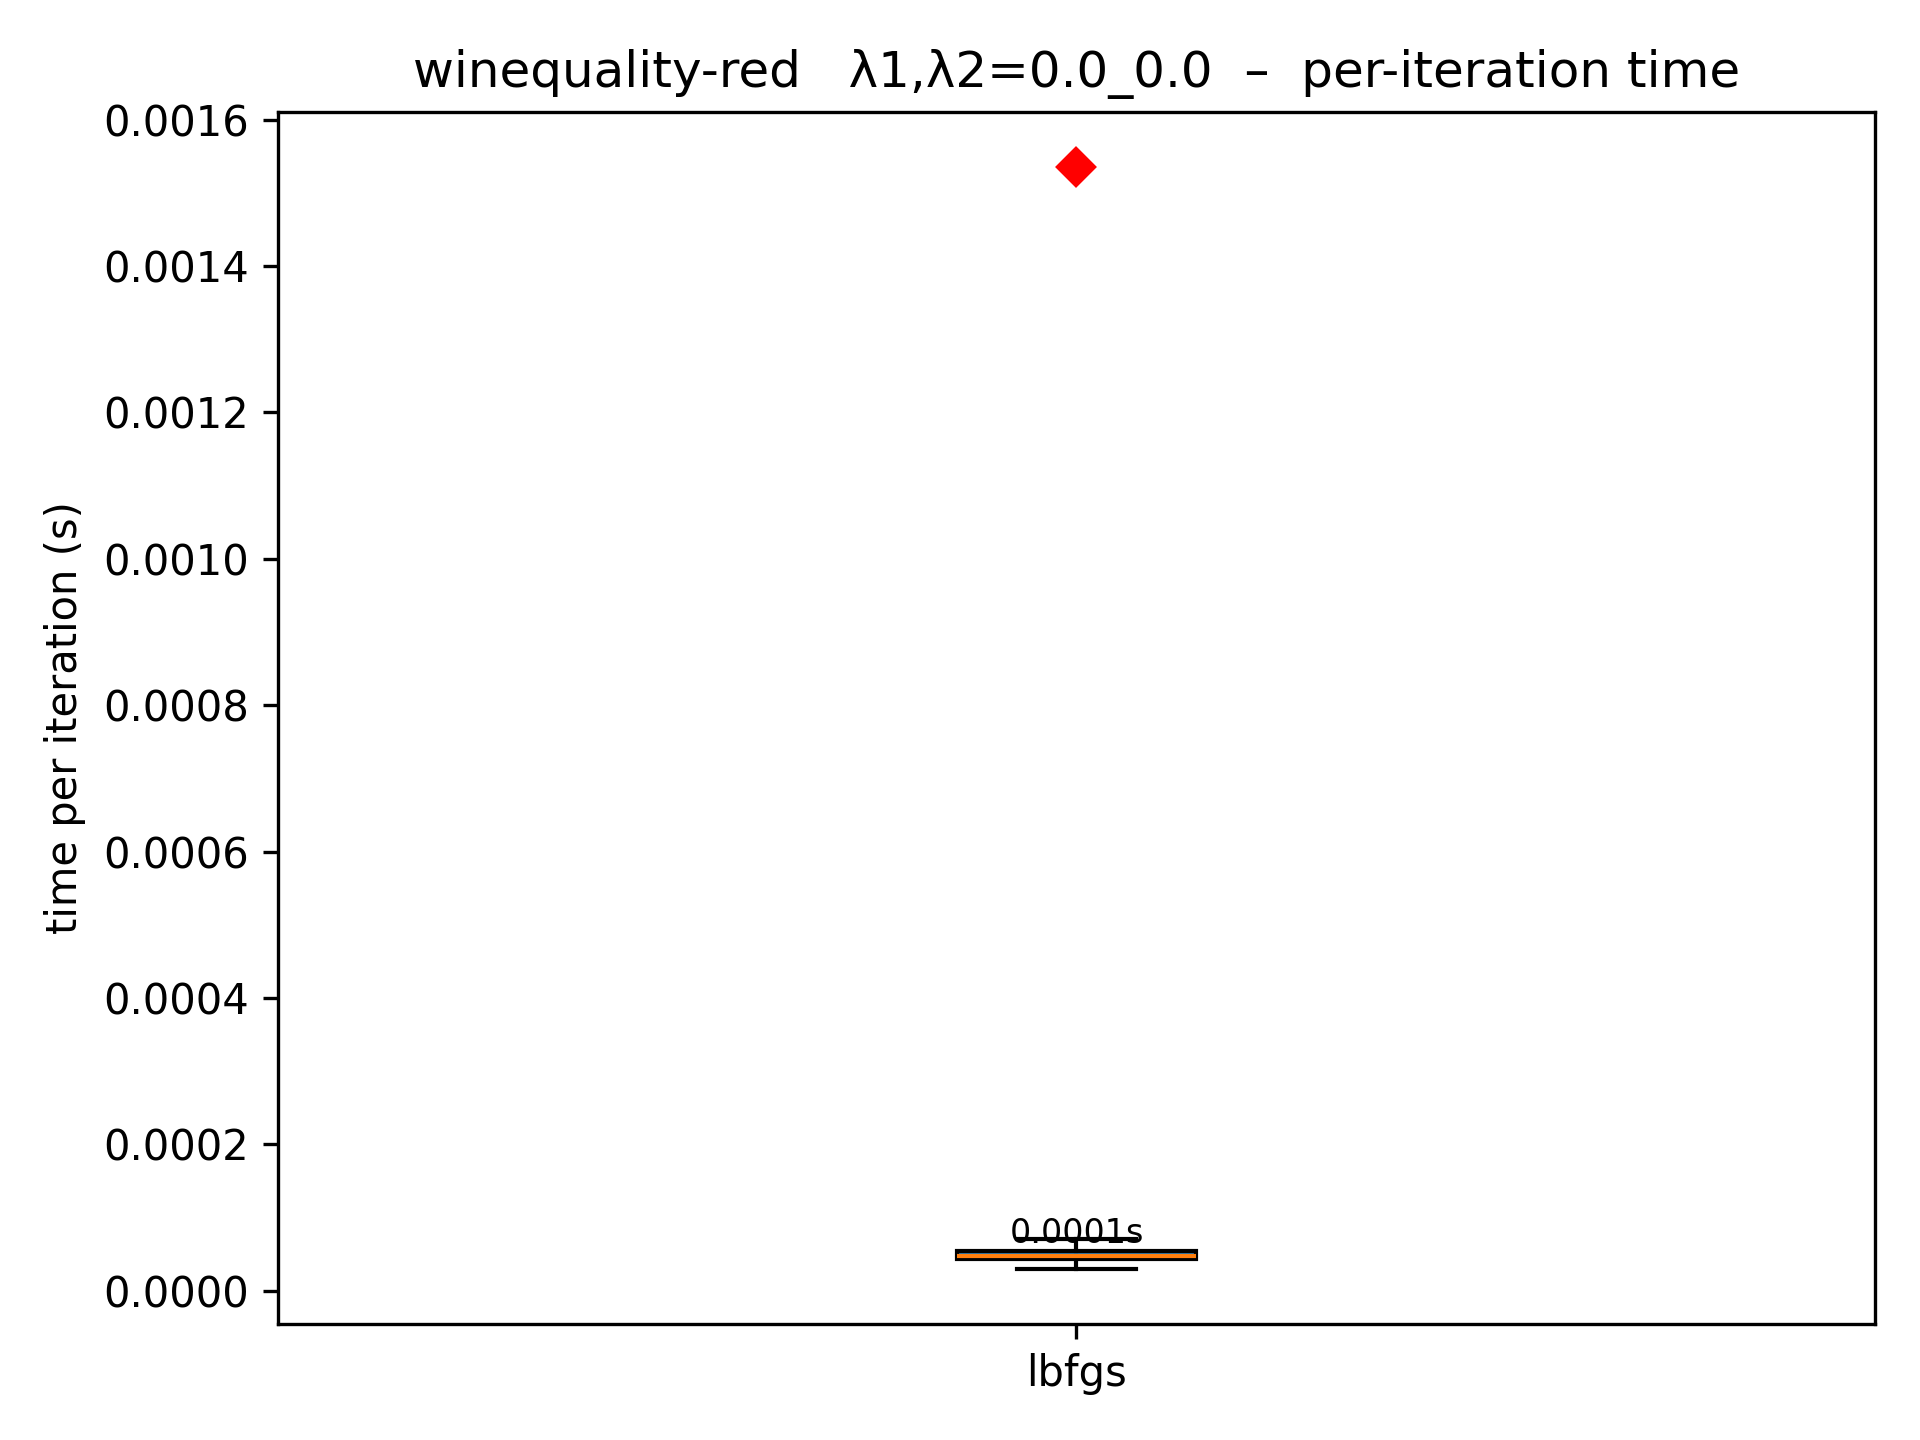 winequality-red   λ1,λ2=0.0_0.0  –  per-iteration time
0.0016
0.0014
0.0012
0.0010
0.0008
0.0006
0.0004
0.0002
0.0000
time per iteration (s)
0.0001s
lbfgs